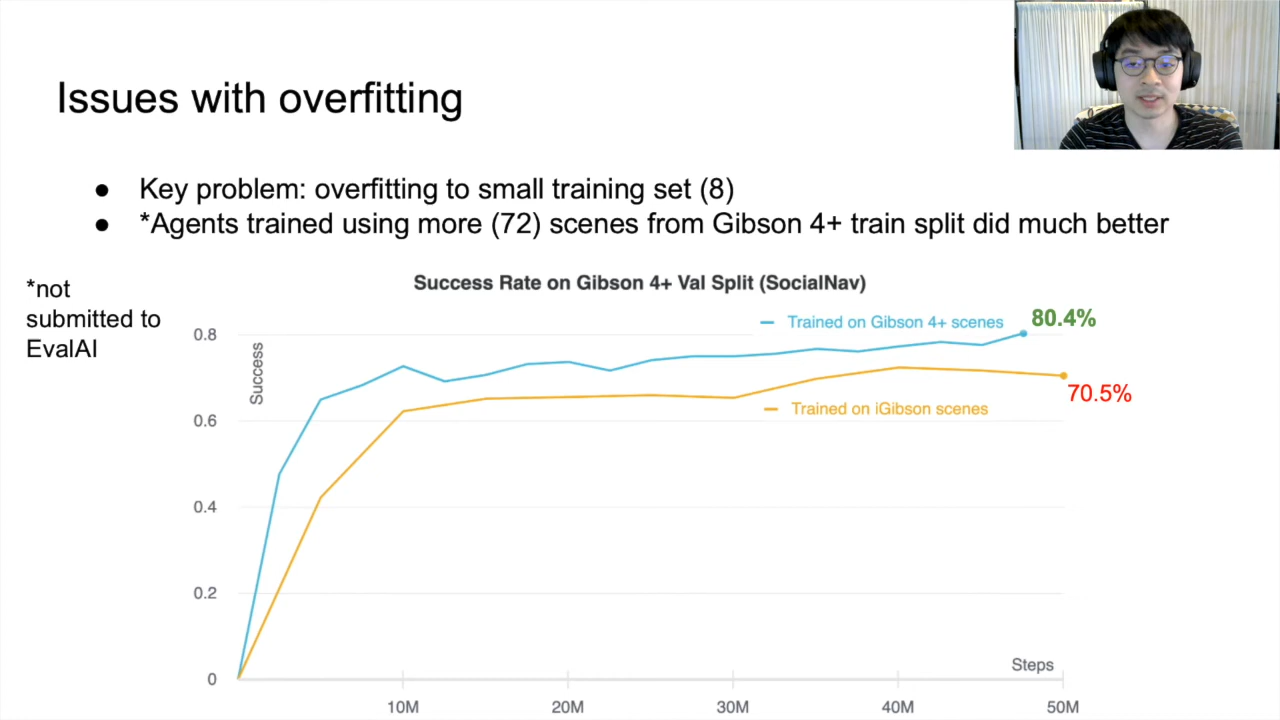 Issues with overfitting
● Key problem: overfitting to small training set (8)
● *Agents trained using more (72) scenes from Gibson 4+ train split did much better
*not
submitted to
EvalAI
Success Rate on Gibson 4+ Val Split (SocialNav)
Trained on Gibson 4+ scenes
80.4%
0.8
Success
70.5%
Trained on iGibson scenes
0.6
0.4
0.2
Steps
0
10M 20M 30M 40M 50M